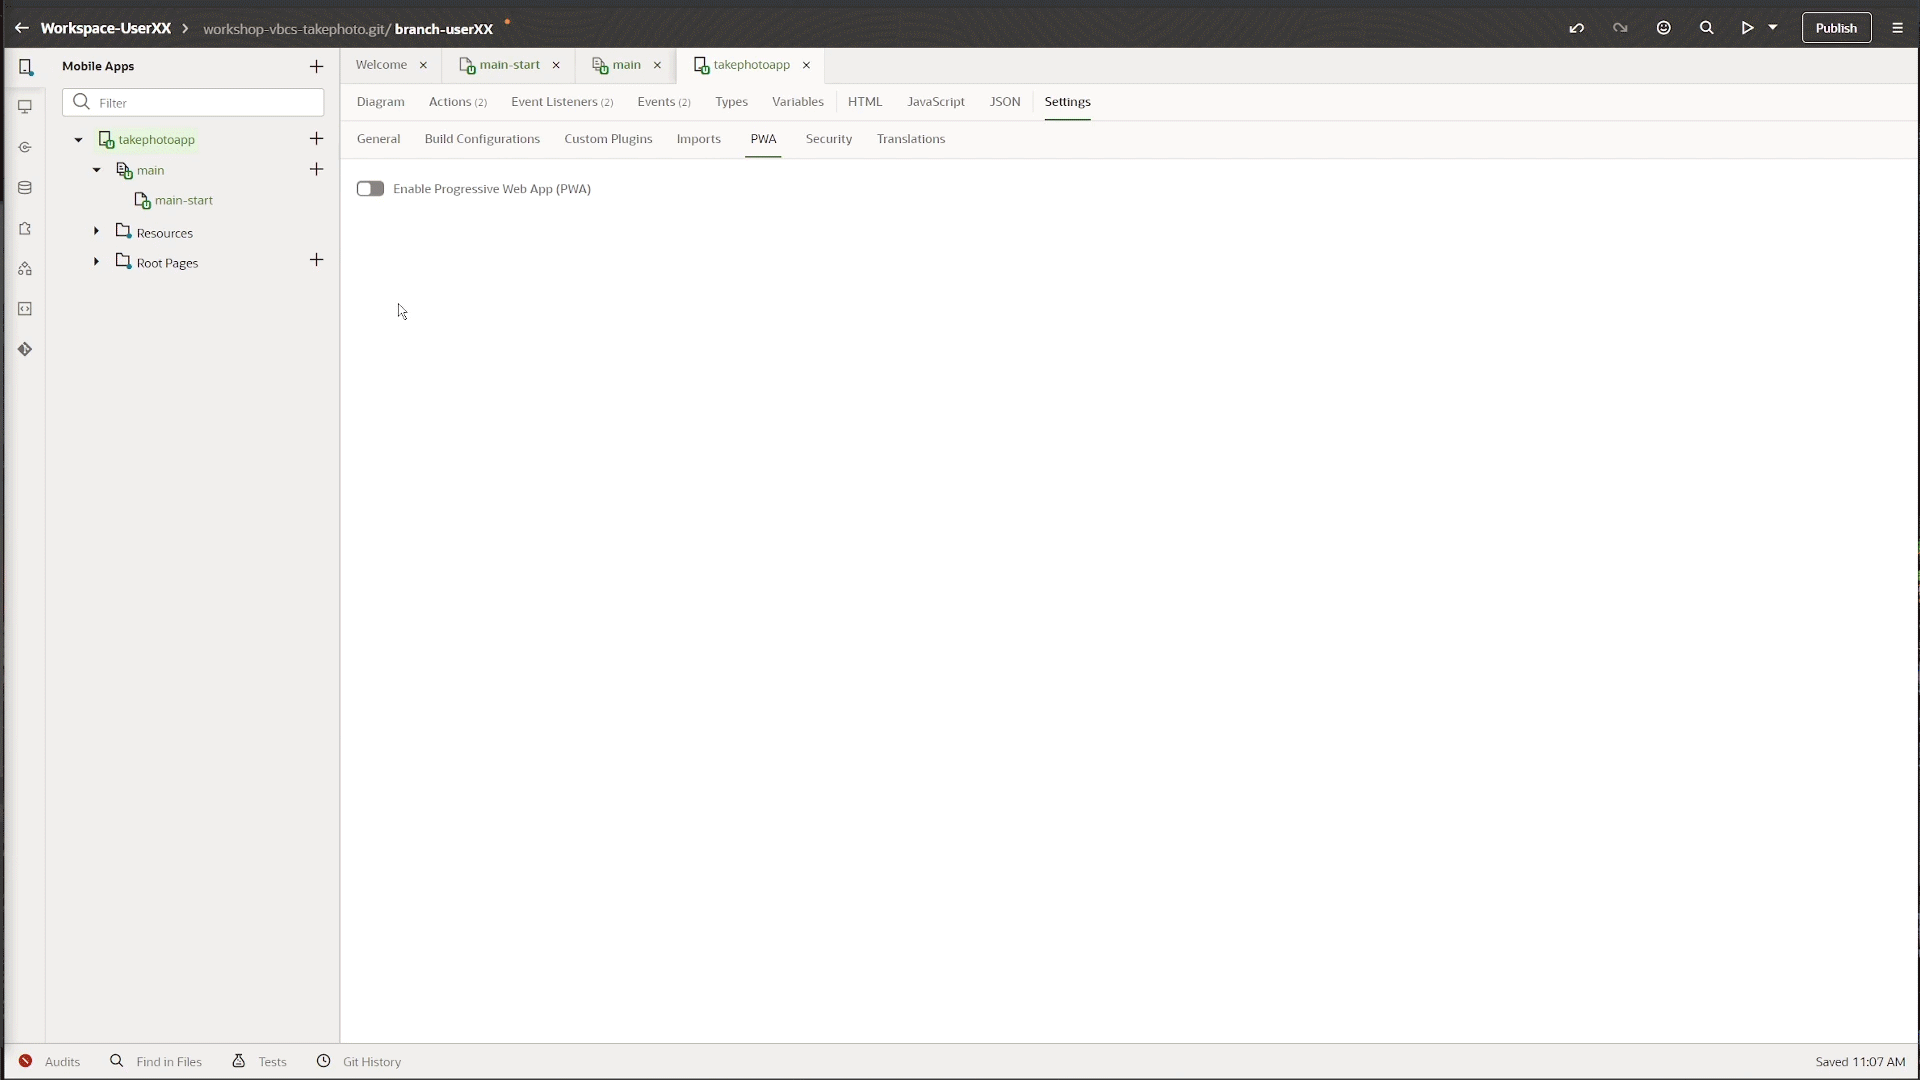 Workspace-UserXX > workshop-vbcs-takephoto.git/ branch-userXX
Publish
Mobile Apps
Welcome
main-start
main
takephotoapp
Filter
Diagram Actions (2) Event Listeners (2) Events (2) Types Variables HTML JavaScript JSON Settings
takephotoapp
General Build Configurations Custom Plugins Imports PWA Security Translations
main
Enable Progressive Web App (PWA)
main-start
Resources
Root Pages
Audits Find in Files Tests Git History
Saved 11:07 AM